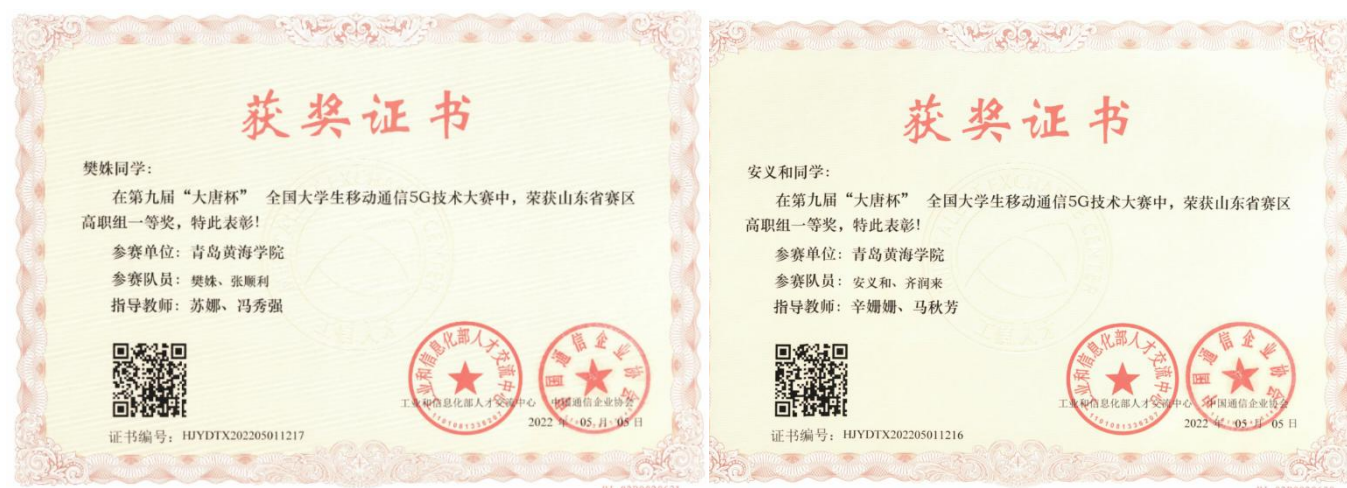 获奖证书
樊姝同学：
在第九届“大唐杯” 全国大学生移动通信5G技术大赛中，荣获山东省赛区
高职组一等奖，特此表彰！
参赛单位：青岛黄海学院
参赛队员：樊姝、张顺利
指导教师：苏娜、冯秀强
工业和信息化部人才交流中心
中国通信企业协会
2022 年 05 月 05 日
证书编号：HJYDTX202205011217
获奖证书
安义和同学：
在第九届“大唐杯” 全国大学生移动通信5G技术大赛中，荣获山东省赛区
高职组一等奖，特此表彰！
参赛单位：青岛黄海学院
参赛队员：安义和、齐润来
指导教师：辛姗姗、马秋芳
工业和信息化部人才交流中心
中国通信企业协会
2022 年 05 月 05 日
证书编号：HJYDTX202205011216